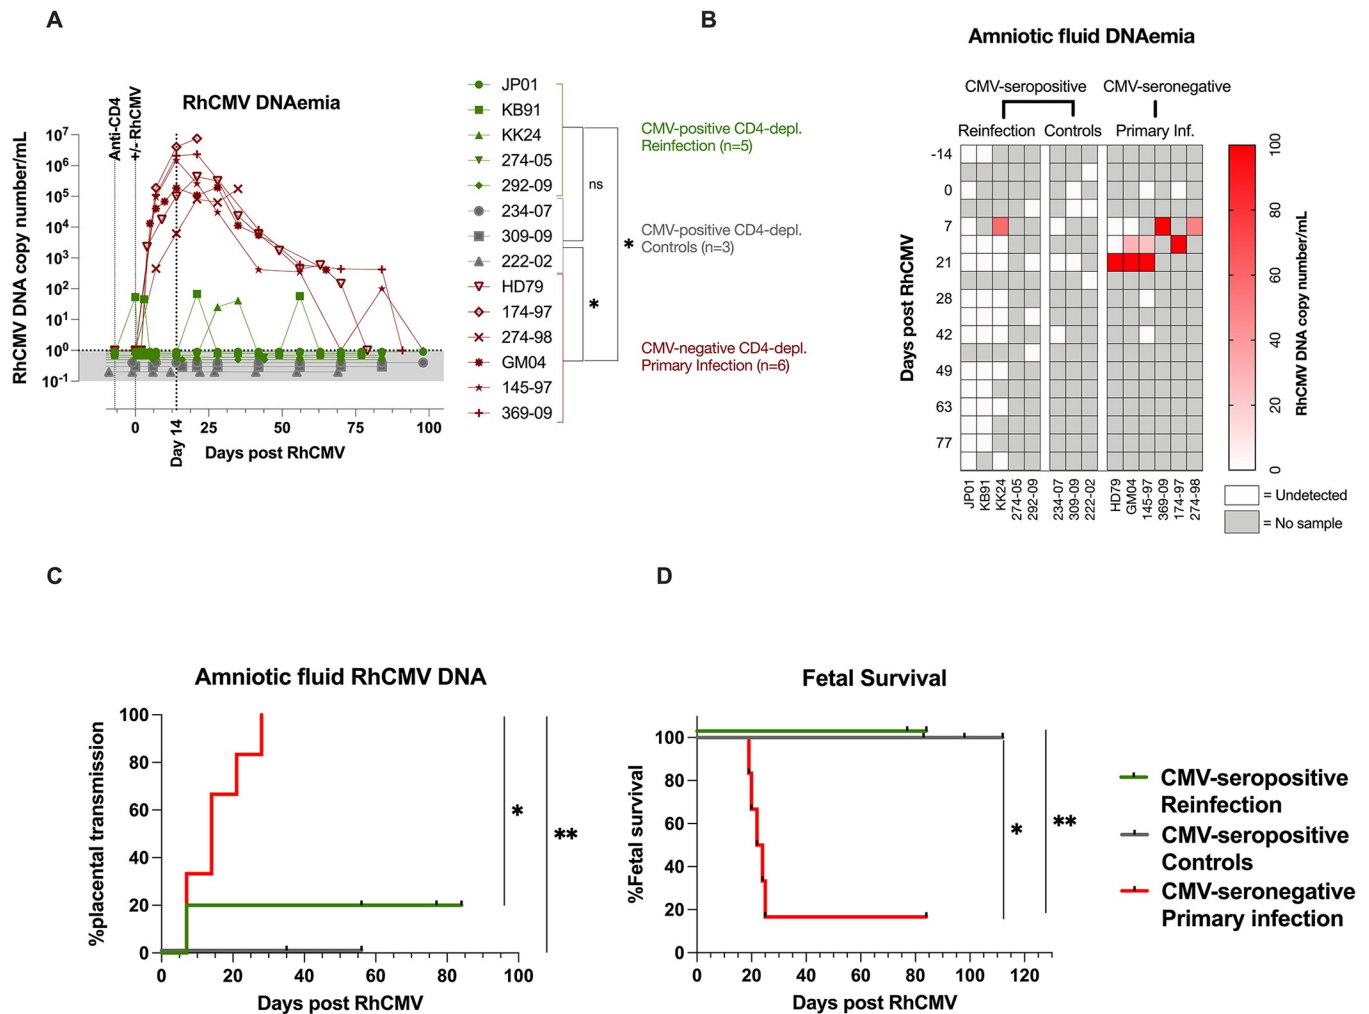 A
RhCMV DNAemia
Anti-CD4
+/- RhCMV
RhCMV DNA copy number/mL
10^7
10^6
10^5
10^4
10^3
10^2
10^1
10^0
10^-1
0
25
50
75
100
Day 14
Days post RhCMV
JP01
KB91
KK24
274-05
292-09
234-07
309-09
222-02
HD79
174-97
274-98
GM04
145-97
369-09
ns
*
*
CMV-positive CD4-depl.
Reinfection (n=5)
CMV-positive CD4-depl.
Controls (n=3)
CMV-negative CD4-depl.
Primary Infection (n=6)
B
Amniotic fluid DNAemia
CMV-seropositive
CMV-seronegative
Reinfection
Controls
Primary Inf.
Days post RhCMV
-14
0
7
21
28
42
49
63
77
JP01
KB91
KK24
274-05
292-09
234-07
309-09
222-02
HD79
GM04
145-97
369-09
174-97
274-98
100
80
60
40
20
0
RhCMV DNA copy number/mL
= Undetected
= No sample
C
Amniotic fluid RhCMV DNA
%placental transmission
100
80
60
40
20
0
0
20
40
60
80
100
Days post RhCMV
*
**
D
Fetal Survival
%Fetal survival
100
80
60
40
20
0
0
20
40
60
80
100
120
Days post RhCMV
*
**
CMV-seropositive
Reinfection
CMV-seropositive
Controls
CMV-seronegative
Primary infection